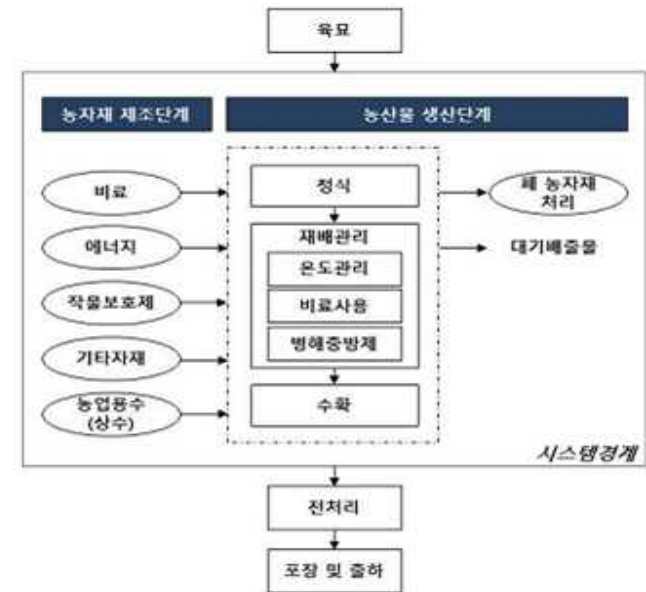 육묘
농자재 제조단계
농산물 생산단계
비료
에너지
작물보호제
기타자재
농업용수
(상수)
정식
재배관리
온도관리
비료사용
병해충방제
수확
폐 농자재
처리
대기배출물
시스템경계
전처리
포장 및 출하